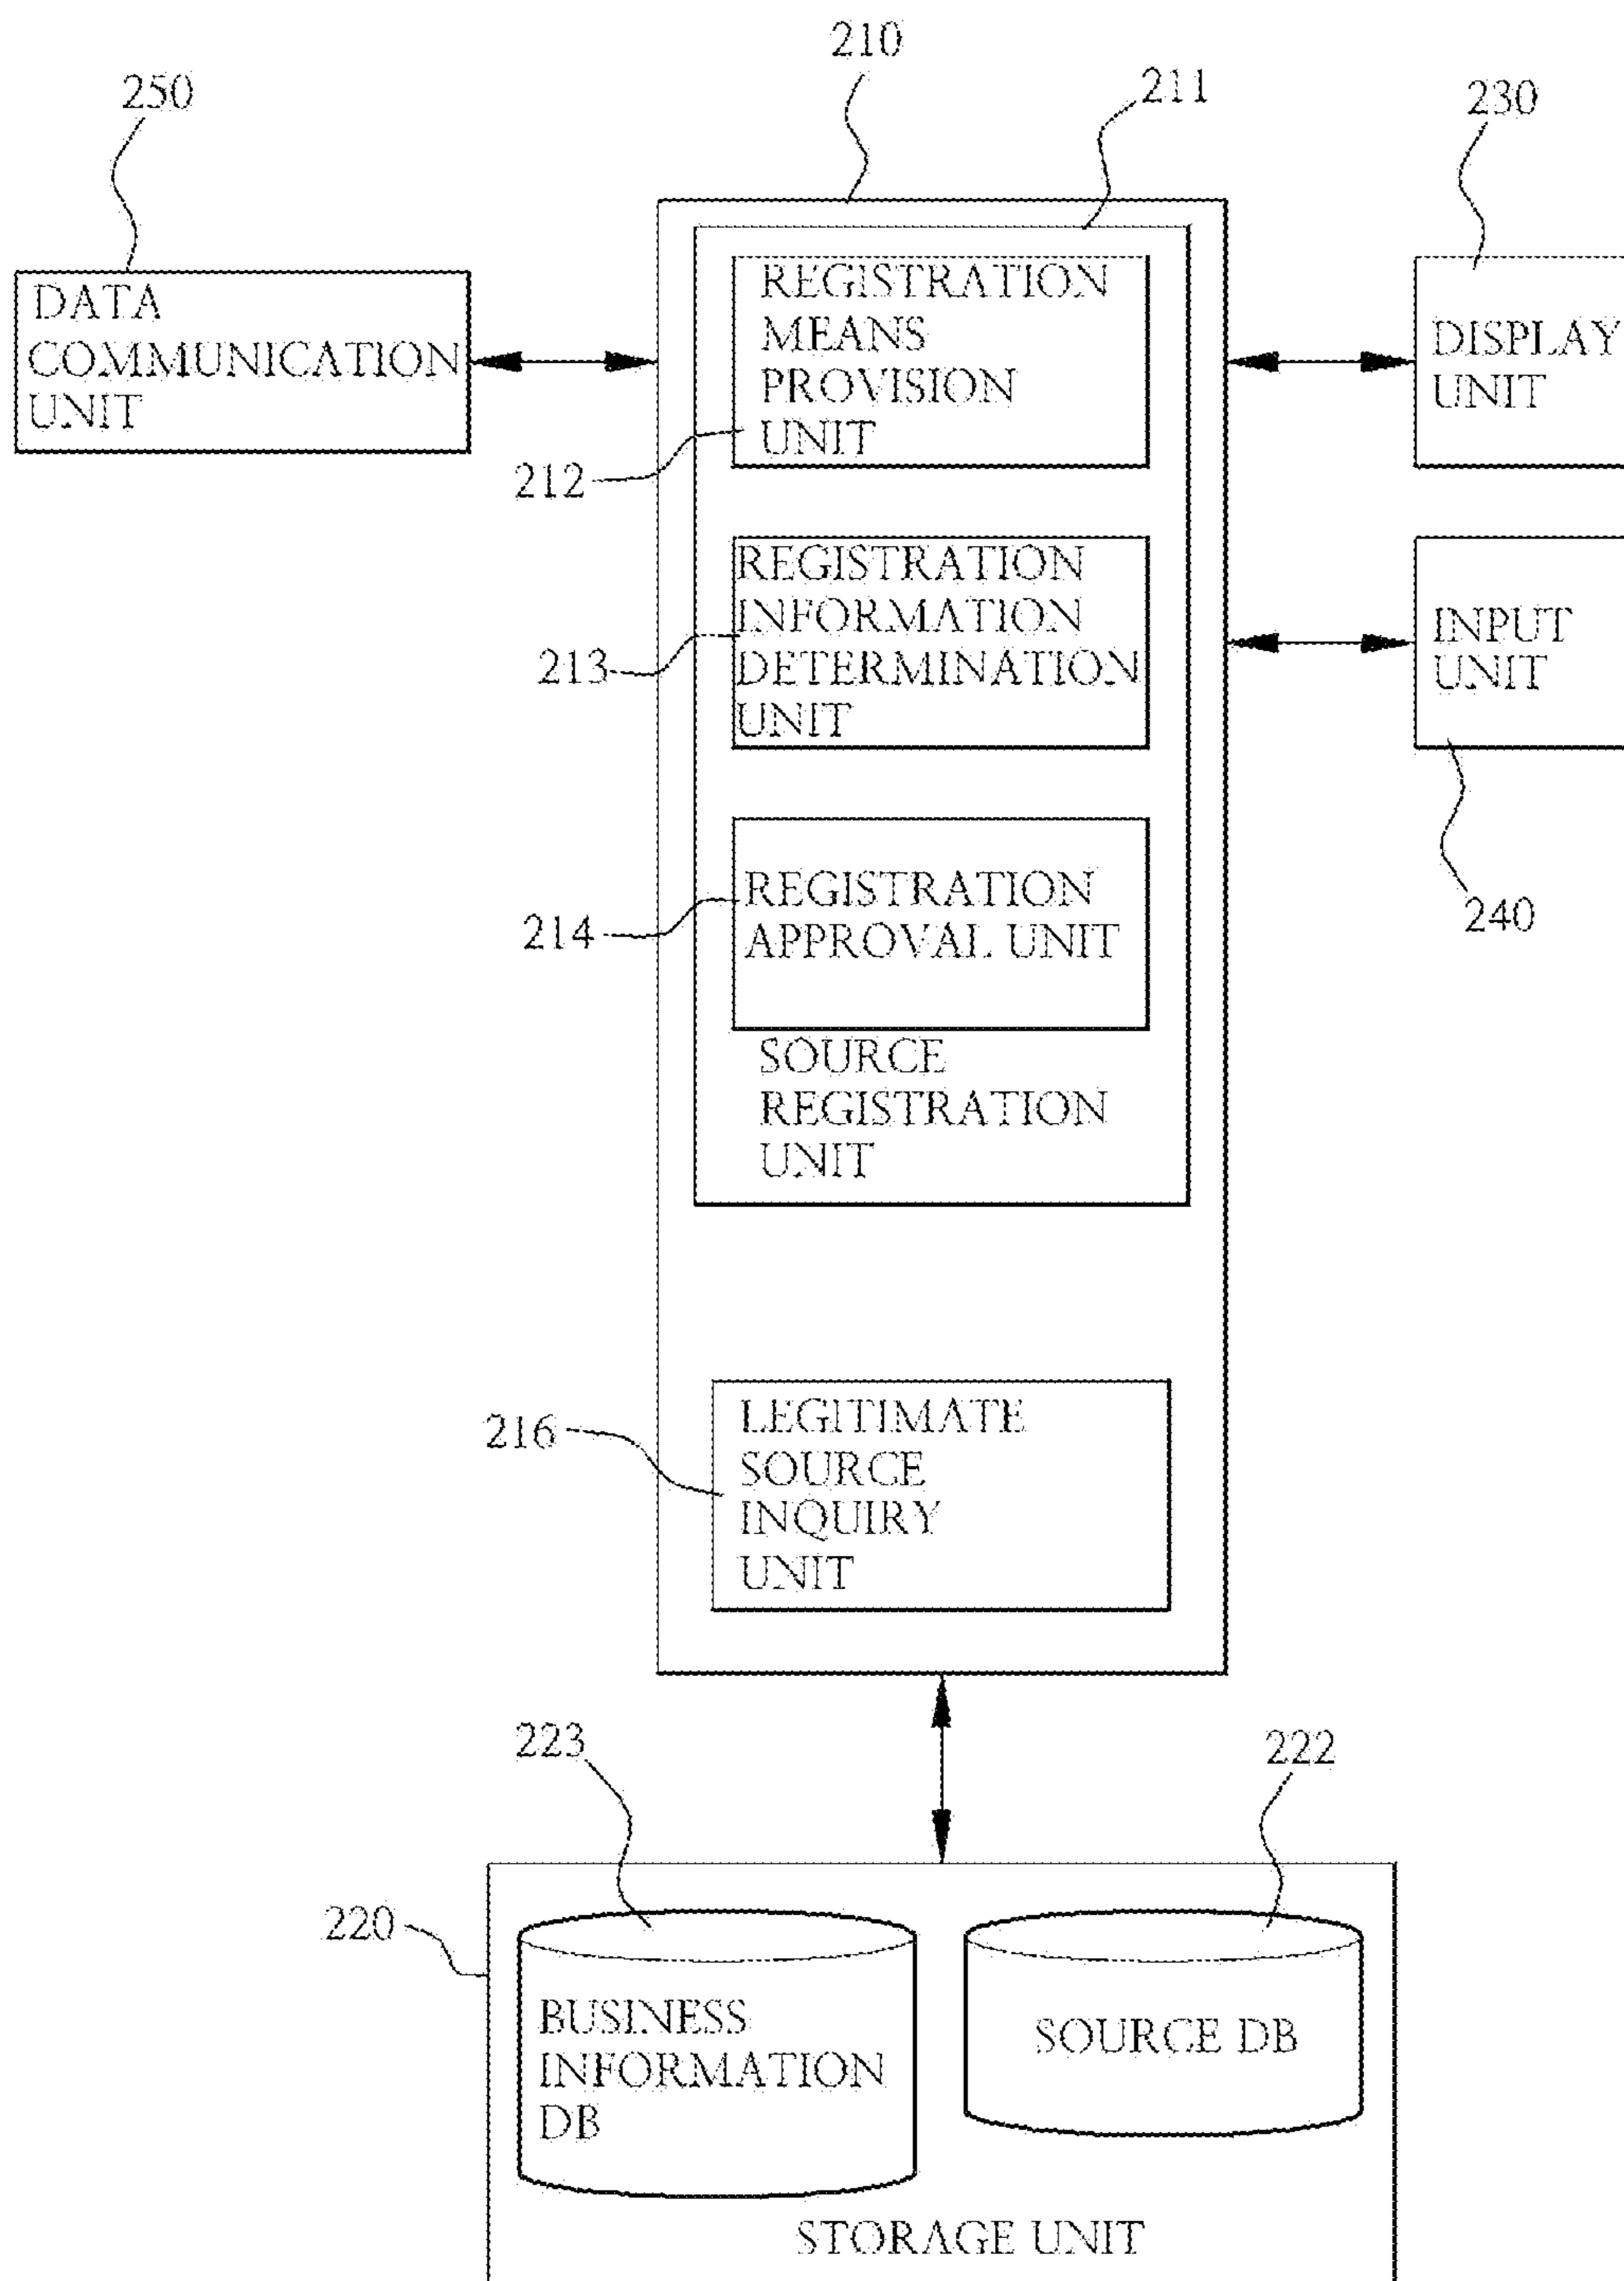 210
211
250
230
DATA
COMMUNICATION
UNIT
REGISTRATION
MEANS
PROVISION
UNIT
212
DISPLAY
UNIT
REGISTRATION
INFORMATION
DETERMINATION
UNIT
213
INPUT
UNIT
240
REGISTRATION
APPROVAL UNIT
214
SOURCE
REGISTRATION
UNIT
216
LEGITIMATE
SOURCE
INQUIRY
UNIT
223
222
220
BUSINESS
INFORMATION
DB
SOURCE DB
STORAGE UNIT